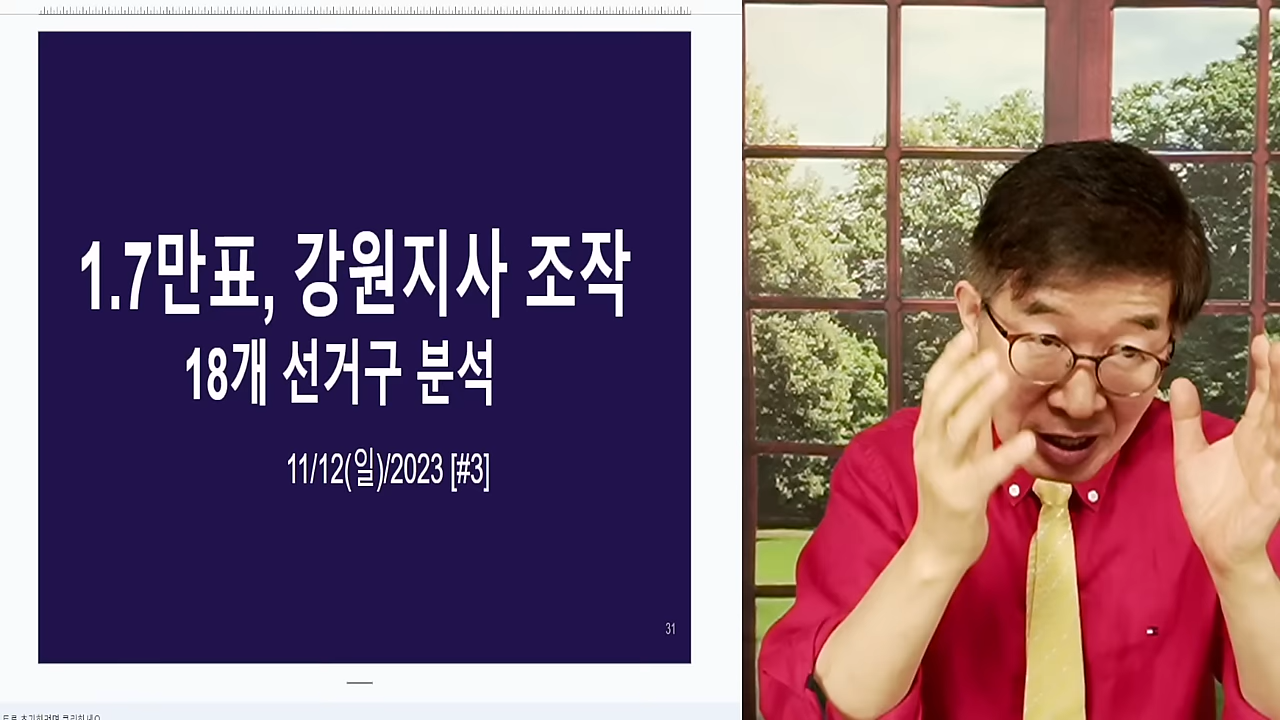 1.7만표, 강원지사 조작
18개 선거구 분석
11/12(일)/2023 [#3]
31